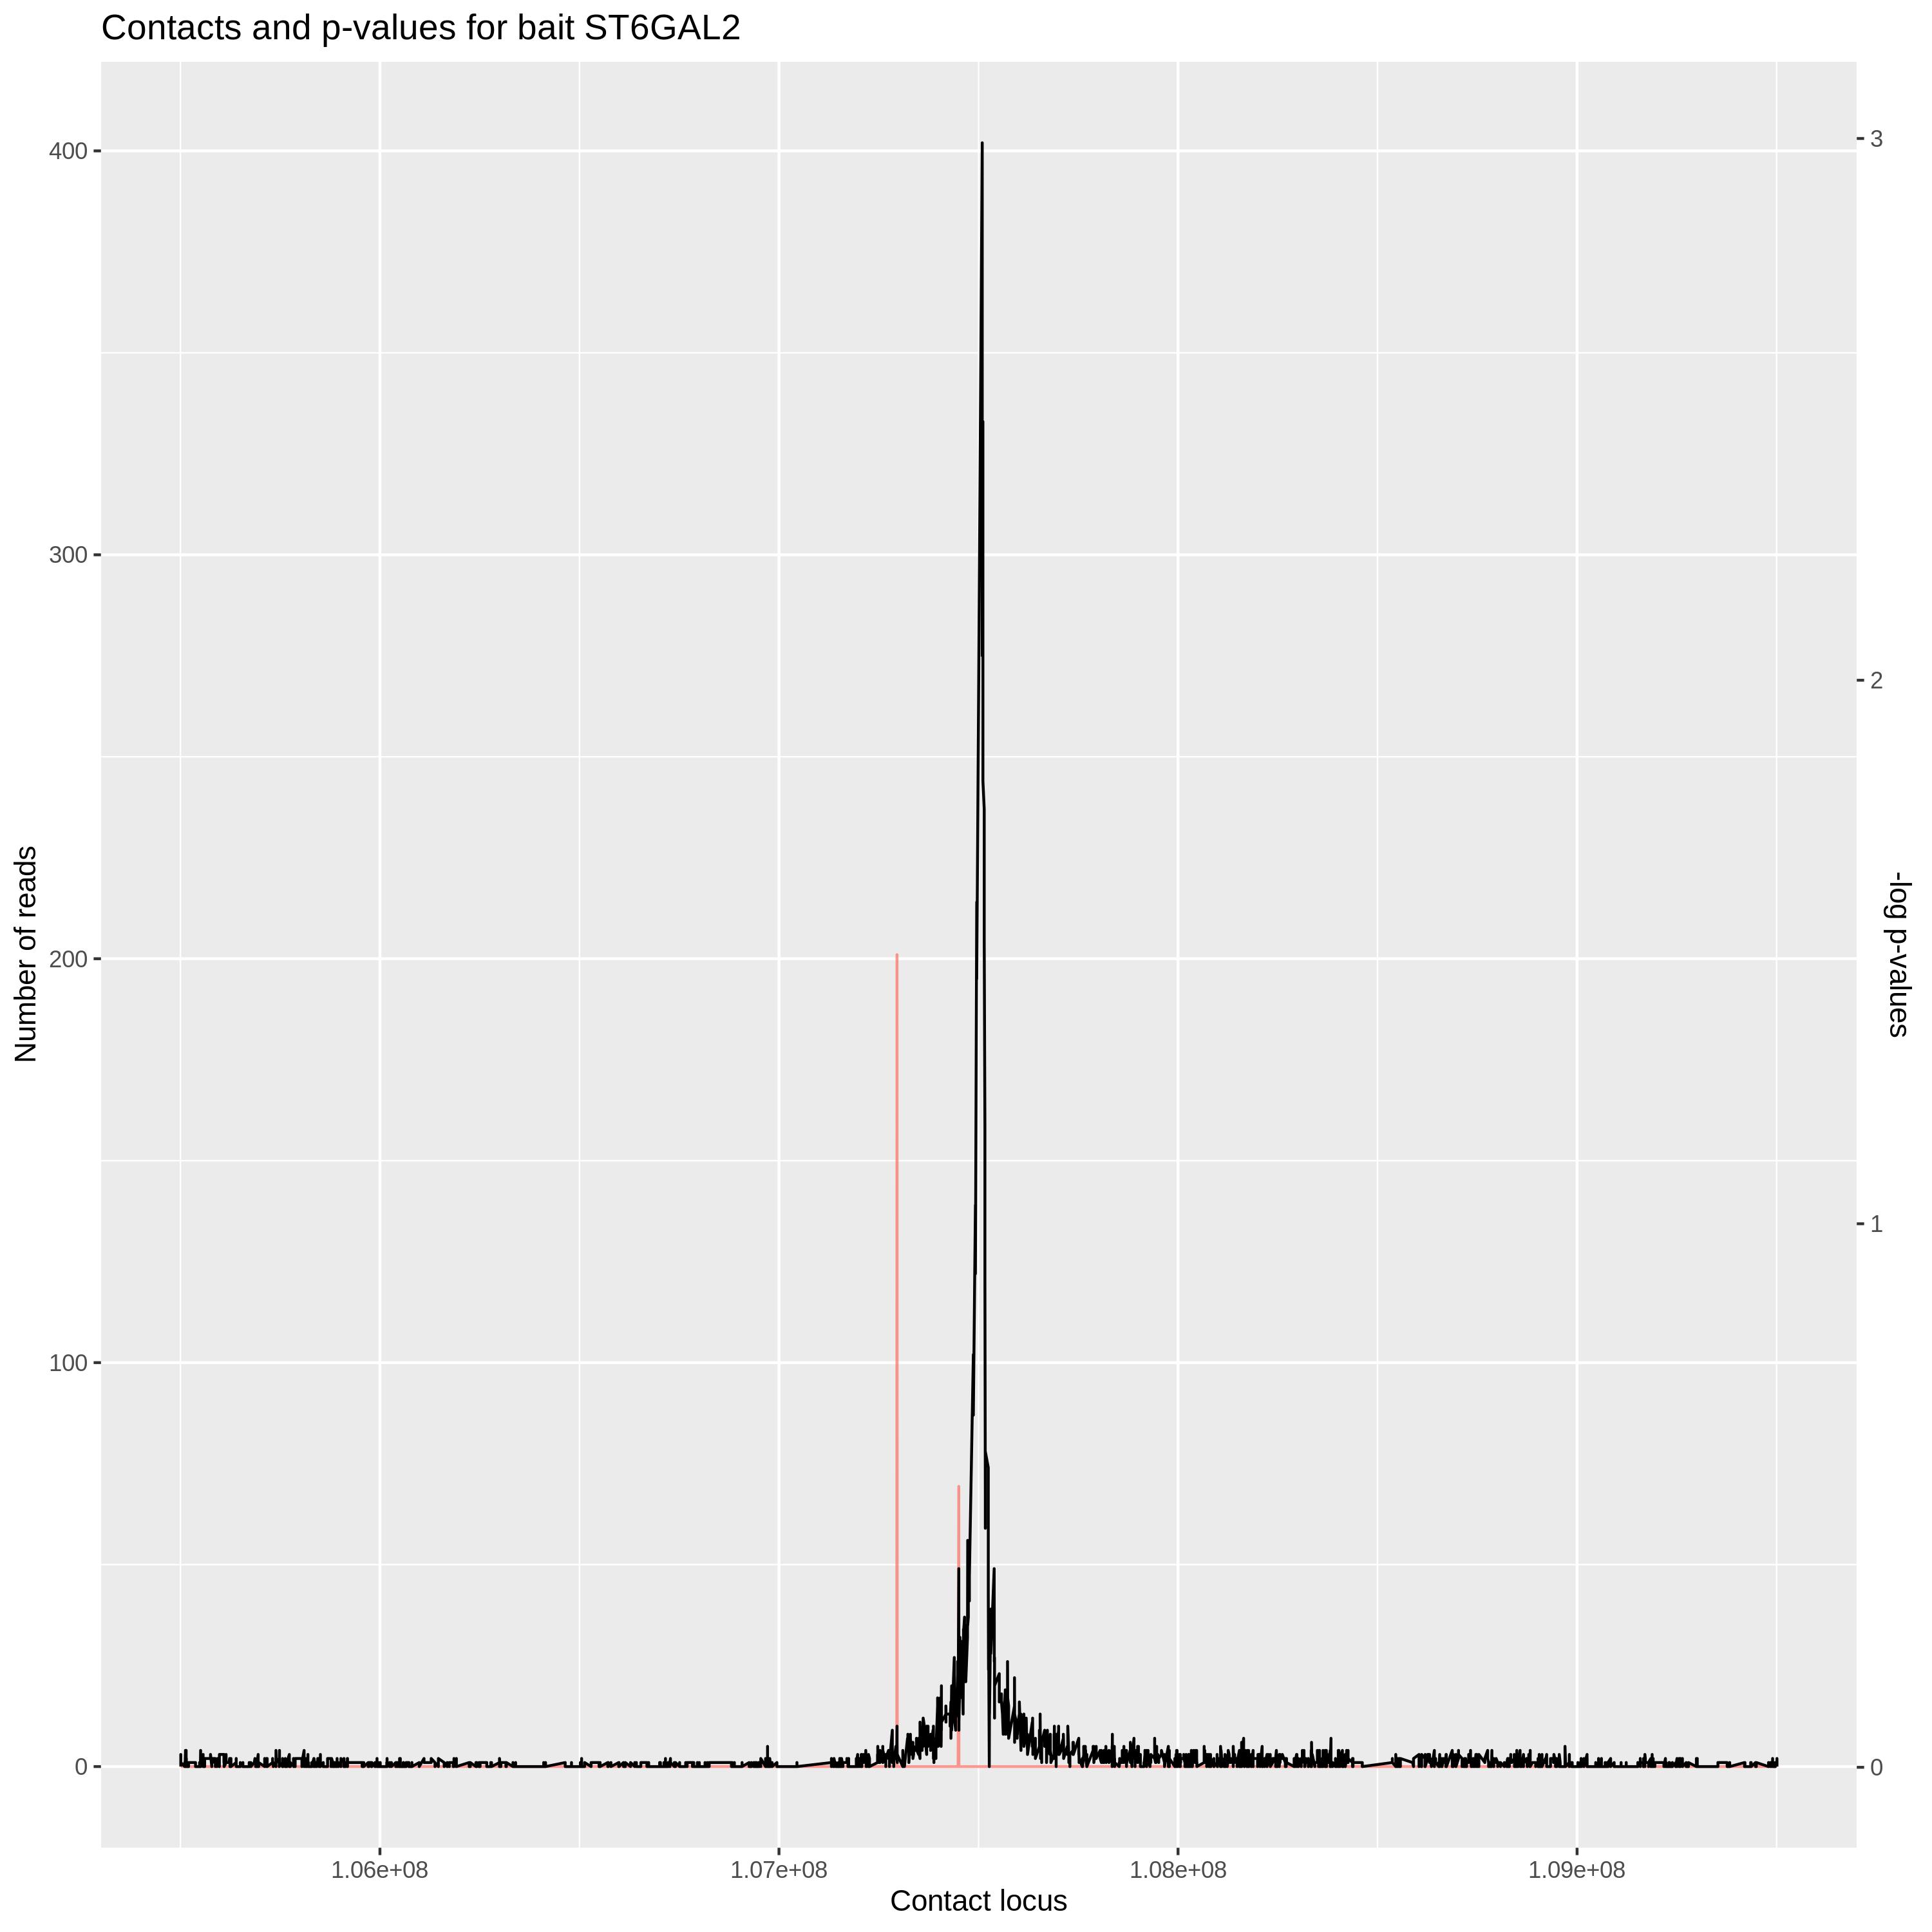 Contacts and p-values for bait ST6GAL2
400
300
200
100
0
Number of reads
3
2
1
0
-log p-values
1.06e+08
1.07e+08
1.08e+08
1.09e+08
Contact locus